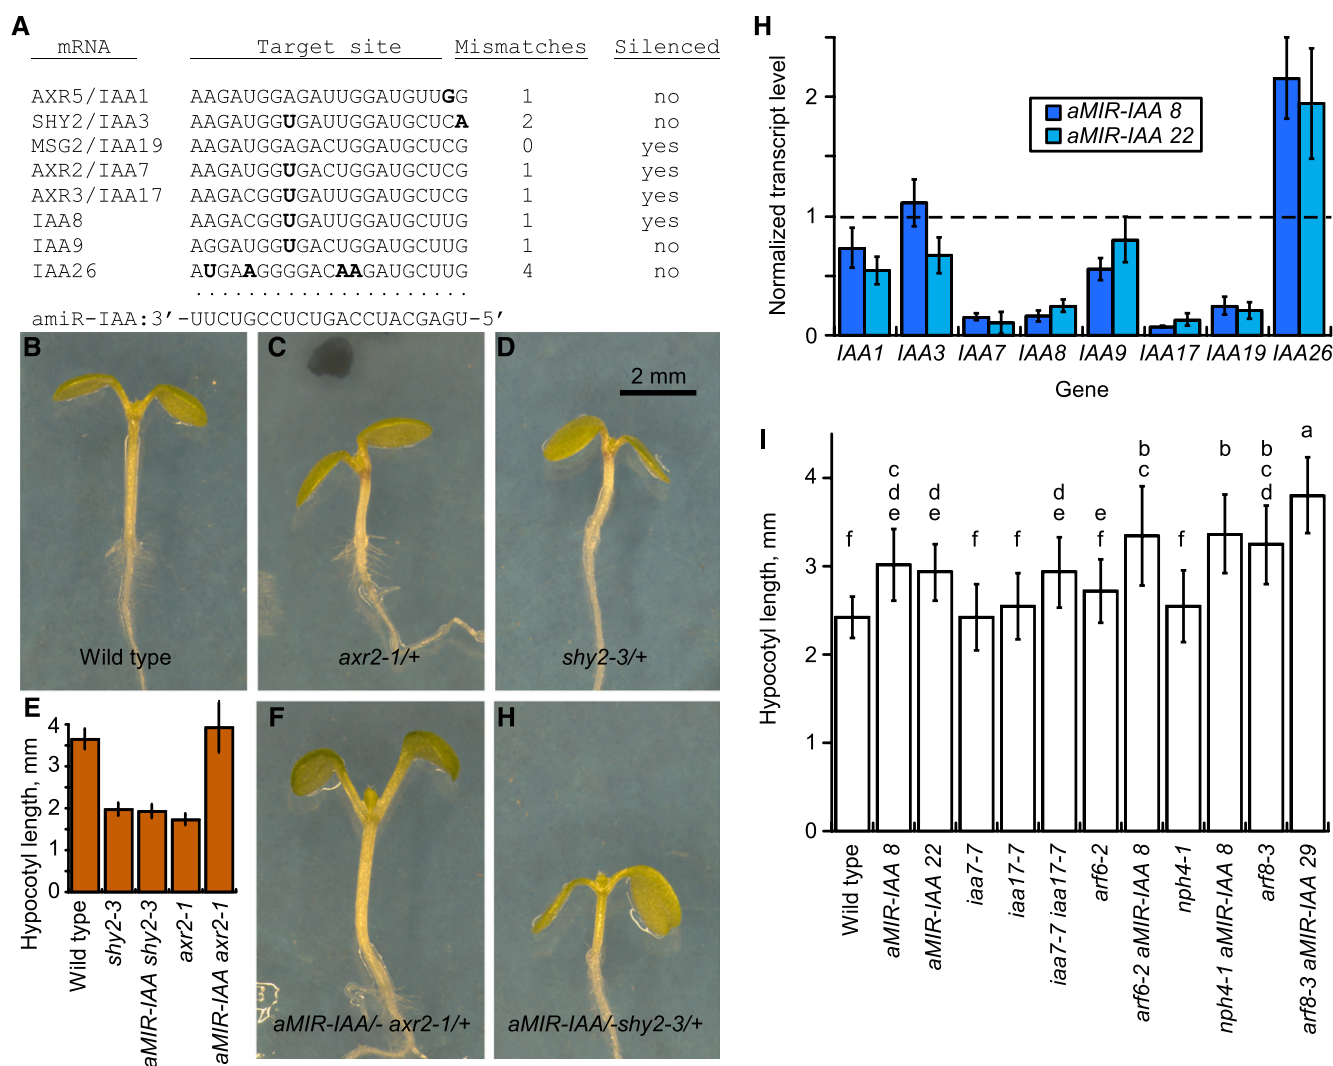 A
mRNA Target site Mismatches Silenced
AXR5/IAA1 AAGAUGGAGAUUGGAUGUUGG 1 no
SHY2/IAA3 AAGAUGGUGAUUGGAUGCUCA 2 no
MSG2/IAA19 AAGAUGGAGACUGGAUGCUCG 0 yes
AXR2/IAA7 AAGAUGGUGACUGGAUGCUCG 1 yes
AXR3/IAA17 AAGACGGUGAUUGGAUGCUCG 1 yes
IAA8 AAGACGGUGAUUGGAUGCUUG 1 yes
IAA9 AGGAUGGUGACUGGAUGCUUG 1 no
IAA26 AUGAAGGGGACAAGAUGCUUG 4 no
.....................
amiR-IAA:3’-UUCUGCCUCUGACCUACGAGU-5’
B
Wild type
C
axr2-1/+
D
2 mm
shy2-3/+
E
4
3
2
1
0
Hypocotyl length, mm
Wild type
shy2-3
aMIR-IAA shy2-3
axr2-1
aMIR-IAA axr2-1
F
aMIR-IAA/- axr2-1/+
H
aMIR-IAA/-shy2-3/+
H
Normalized transcript level
2
1
0
aMIR-IAA 8
aMIR-IAA 22
IAA1 IAA3 IAA7 IAA8 IAA9 IAA17 IAA19 IAA26
Gene
I
Hypocotyl length, mm
4
3
2
1
0
f
c
d
e
d
e
f
f
d
e
e
f
b
c
f
b
b
c
d
a
Wild type
aMIR-IAA 8
aMIR-IAA 22
iaa7-7
iaa17-7
iaa7-7 iaa17-7
arf6-2
arf6-2 aMIR-IAA 8
nph4-1
nph4-1 aMIR-IAA 8
arf8-3
arf8-3 aMIR-IAA 29